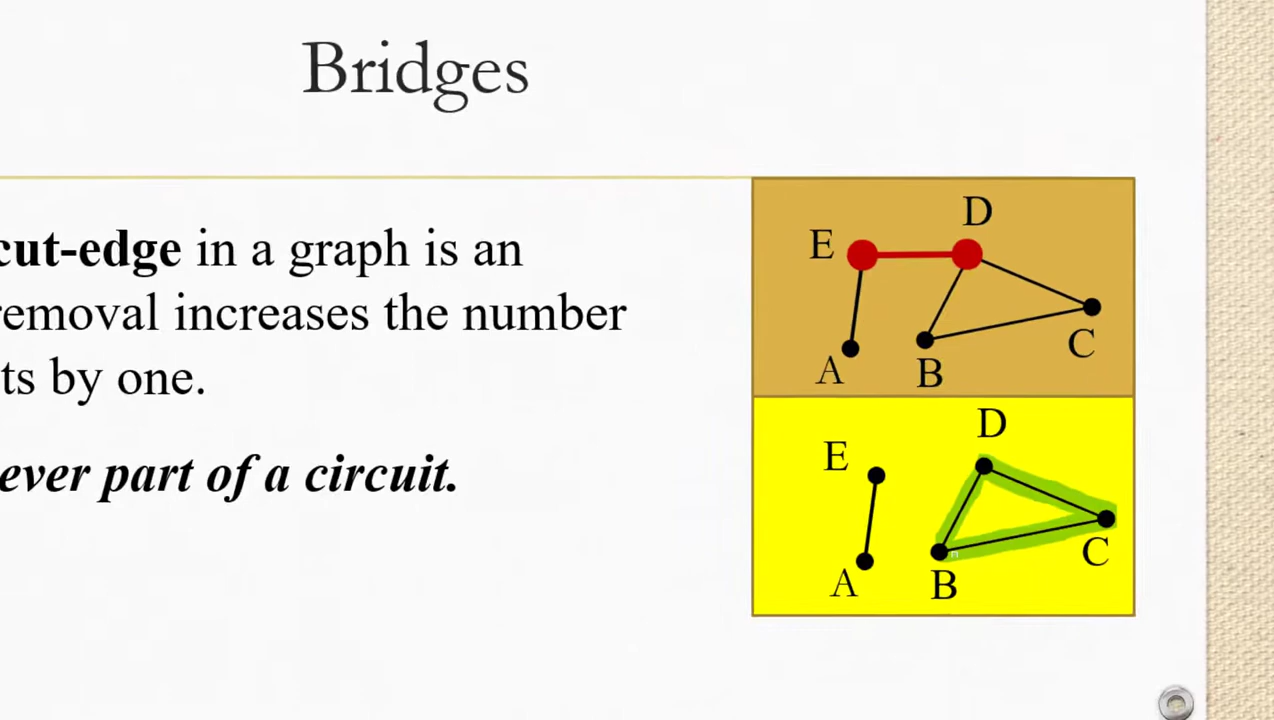 Bridges
cut-edge in a graph is an
removal increases the number
ts by one.
ever part of a circuit.
D
E
A
B
C
D
E
A
B
C